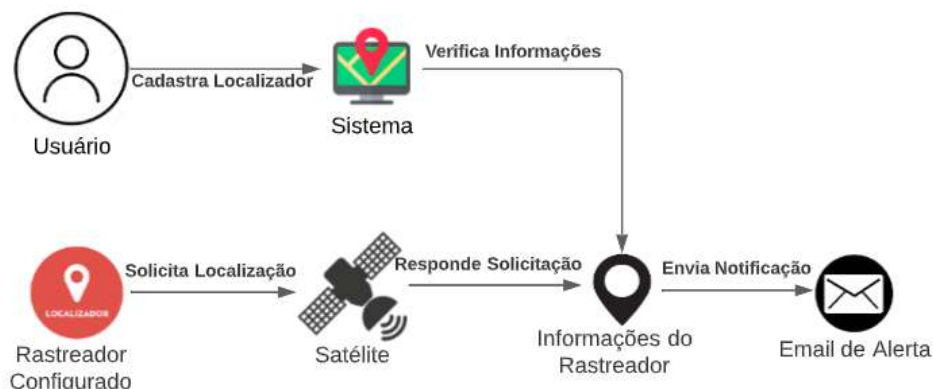 Verifica Informações
Cadastra Localizador
Sistema
Usuário
Solicita Localização
Responde Solicitação
Envia Notificação
LOCALIZADOR
Rastreador
Configurado
Satélite
Informações do
Rastreador
Email de Alerta